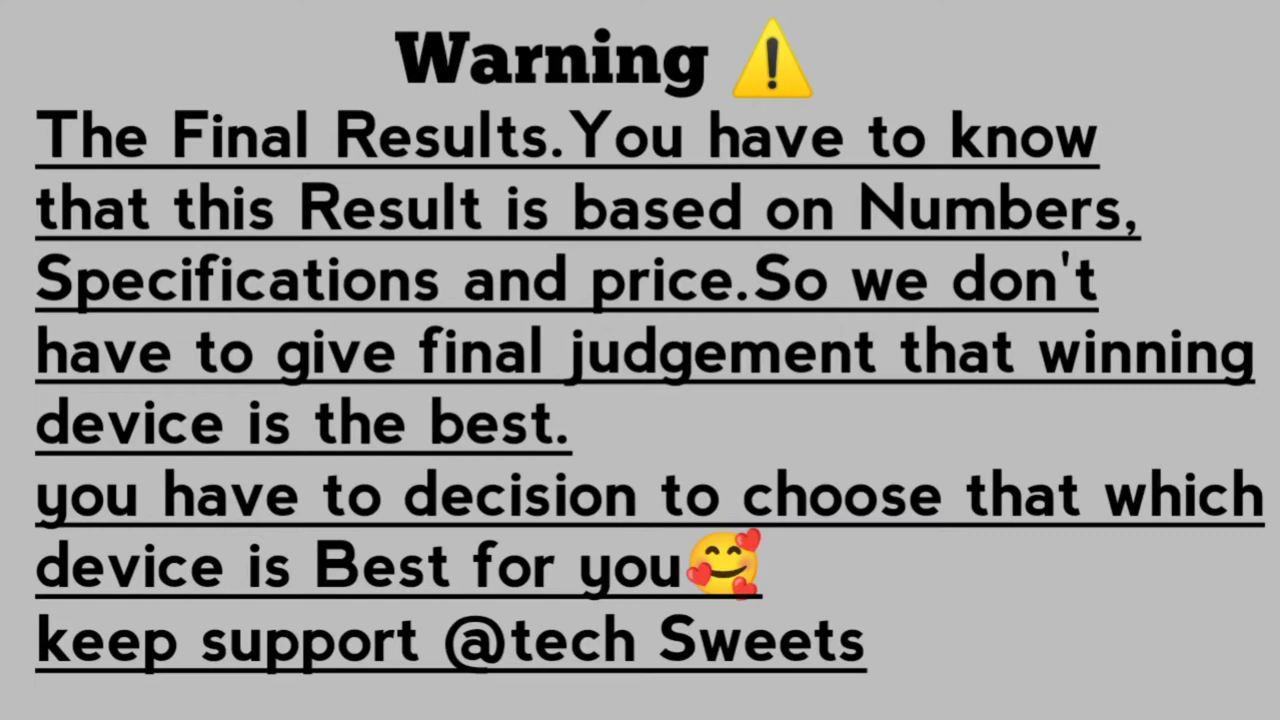 Warning ⚠️
The Final Results.You have to know
that this Result is based on Numbers,
Specifications and price.So we don't
have to give final judgement that winning
device is the best.
you have to decision to choose that which
device is Best for you🥰
keep support @tech Sweets